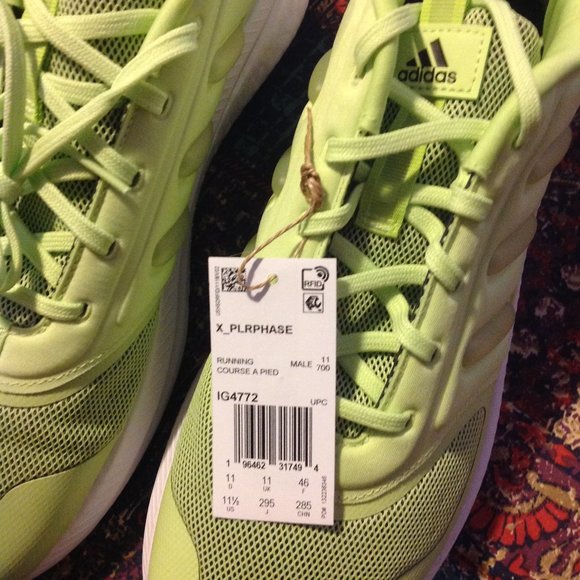 adidas
RFID
X_PLRPHASE
RUNNING MALE 11
COURSE A PIED 700
IG4772 UPC
1 96462 31749 4
11 11 46
D UK F
11½ 295 285
US J CHN